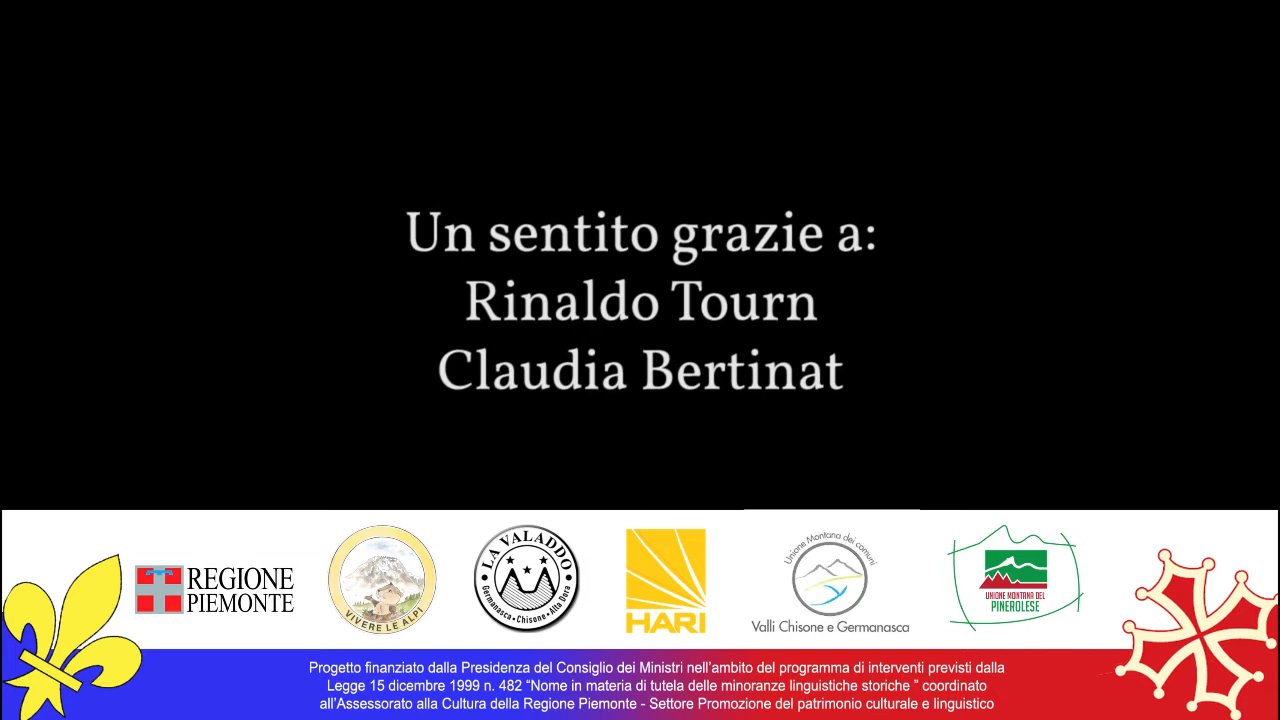 Un sentito grazie a:
Rinaldo Tourn
Claudia Bertinat
REGIONE
PIEMONTE
VIVERE LE ALPI
LA VALADDO
Germanasca • Chisone • Alta Dora
HARI
Unione Montana dei comuni
Valli Chisone e Germanasca
UNIONE MONTANA DEL
PINEROLESE
Progetto finanziato dalla Presidenza del Consiglio dei Ministri nell'ambito del programma di interventi previsti dalla
Legge 15 dicembre 1999 n. 482 “Nome in materia di tutela delle minoranze linguistiche storiche ” coordinato
all'Assessorato alla Cultura della Regione Piemonte - Settore Promozione del patrimonio culturale e linguistico